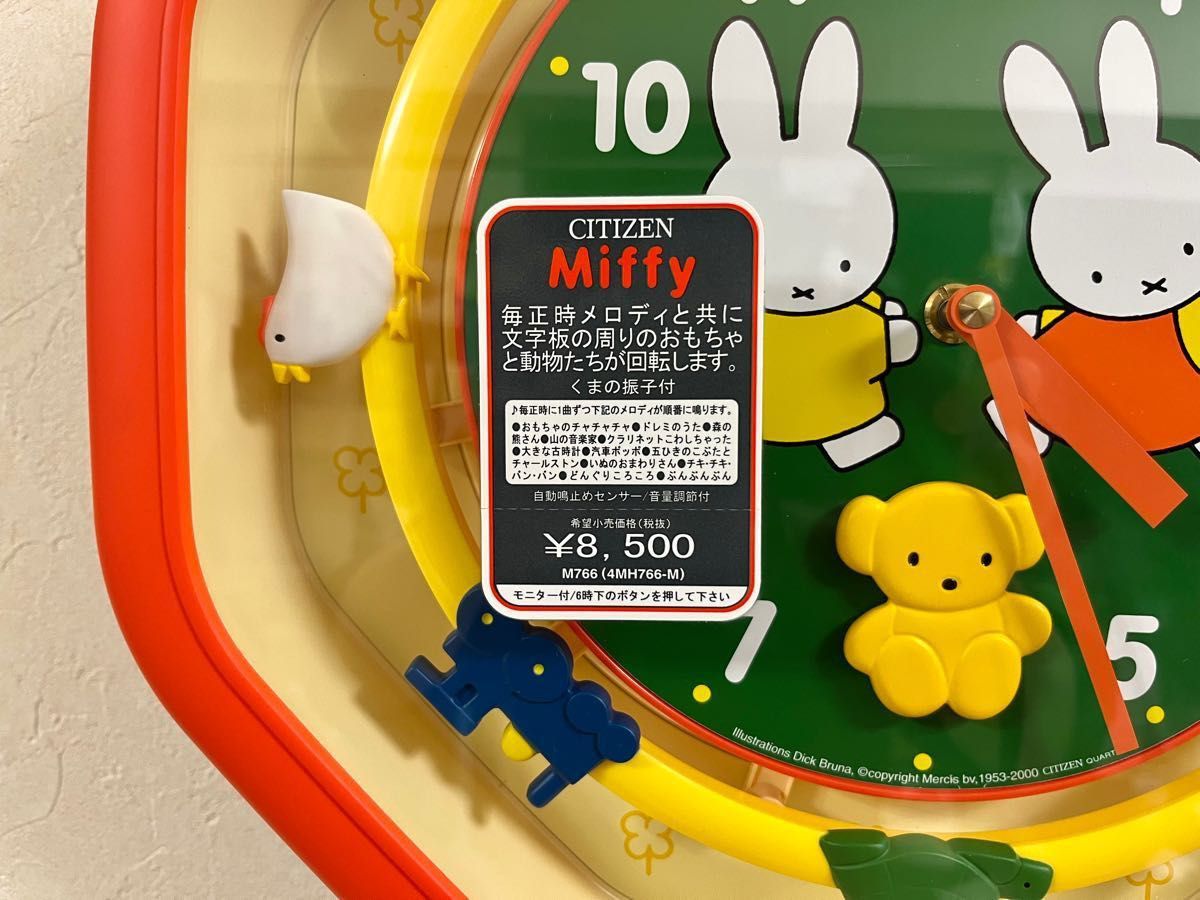 10
CITIZEN
Miffy
毎正時メロディと共に
文字板の周りのおもちゃ
と動物たちが回転します。
くまの振子付
♪毎正時に1曲ずつ下記のメロディが順番に鳴ります。
●おもちゃのチャチャチャ●ドレミのうた●森の
熊さん●山の音楽家●クラリネットこわしちゃった
●大きな古時計●汽車ポッポ●五ひきのこぶたと
チャールストン●いぬのおまわりさん●チキ・チキ・
バン・バン●どんぐりころころ●ぶんぶんぶん
自動鳴止めセンサー/音量調節付
希望小売価格(税抜)
¥8,500
M766(4MH766-M)
モニター付/6時下のボタンを押して下さい
7
5
Illustrations Dick Bruna, ©copyright Mercis bv,1953-2000 CITIZEN QUART